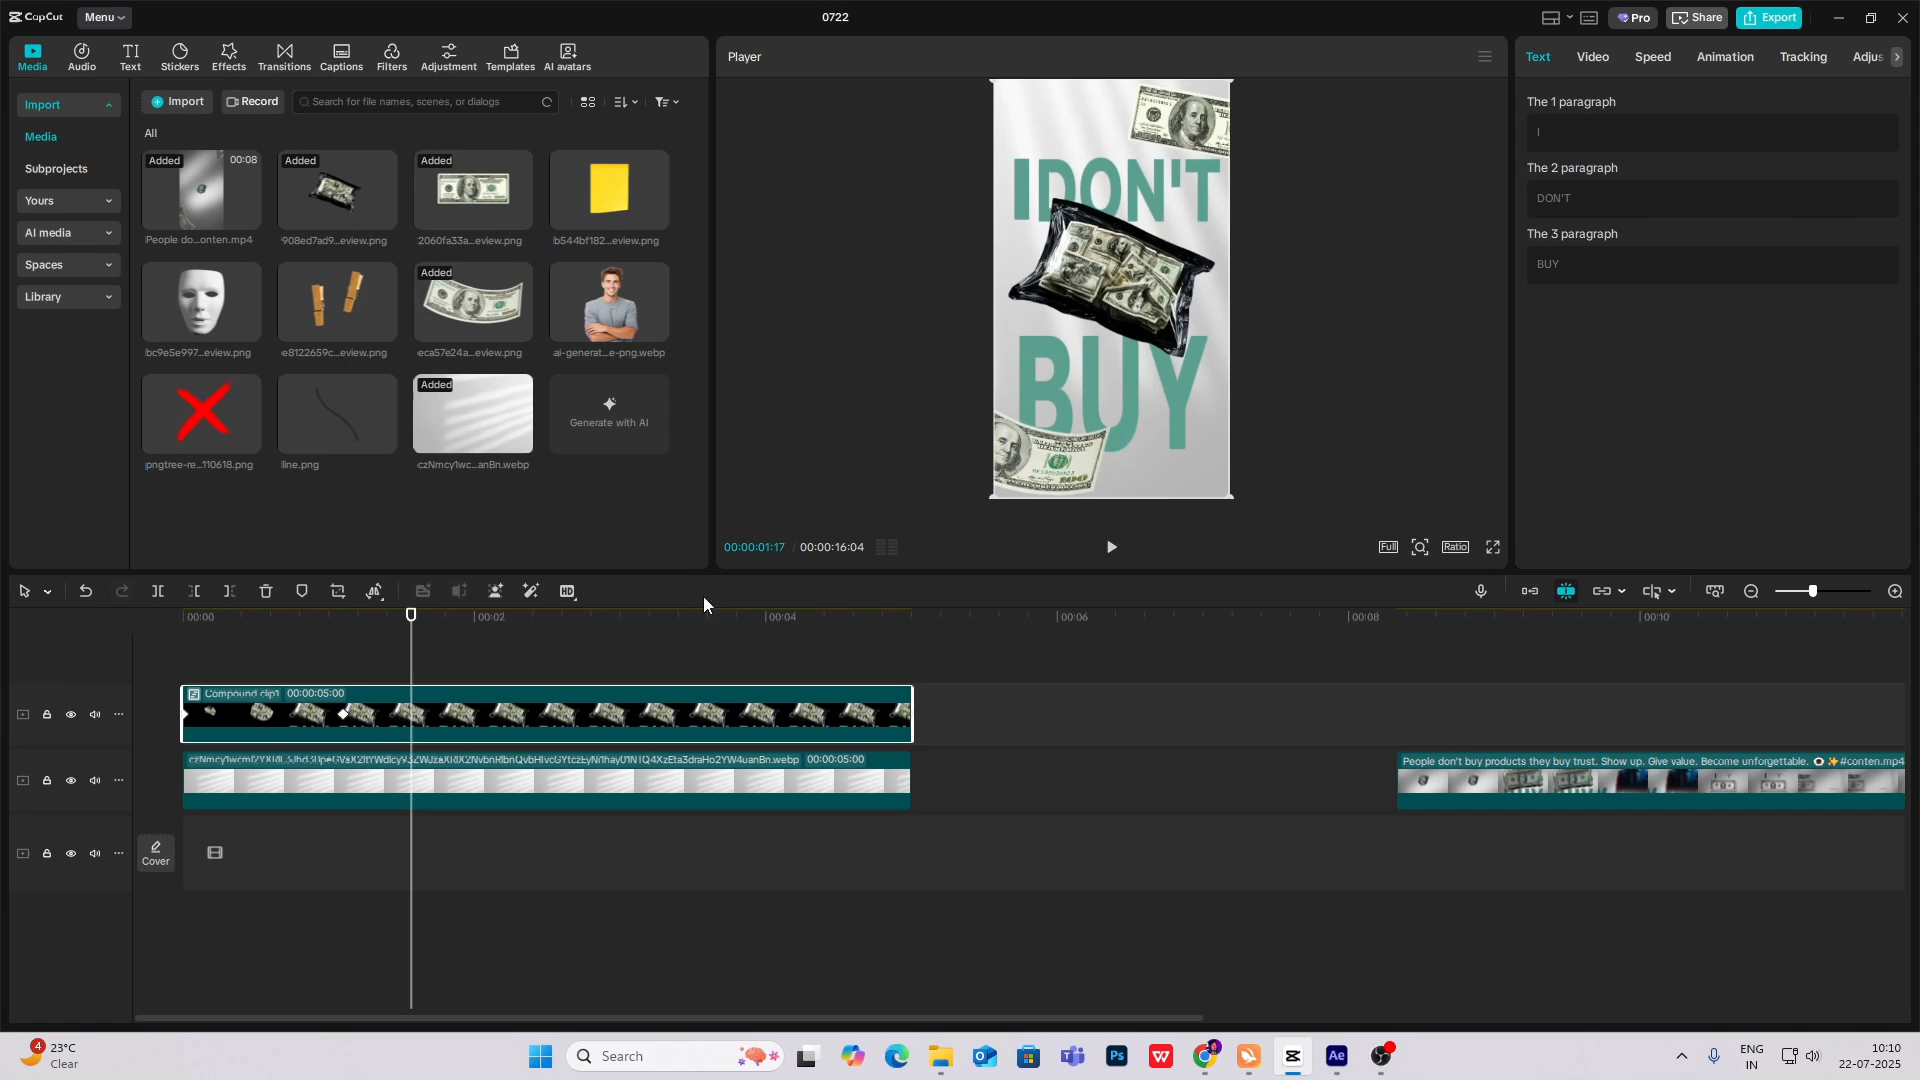 CapCut
Menu
0722
Pro
Share
Export
Media
Audio
Text
Stickers
Effects
Transitions
Captions
Filters
Adjustment
Templates
AI avatars
Import
Media
Subprojects
Yours
AI media
Spaces
Library
Import
Record
Search for file names, scenes, or dialogs
All
Added
00:08
People do...onten.mp4
Added
908ed7ad9...eview.png
Added
2060fa33a...eview.png
b544bf182...eview.png
bc9e5e997...eview.png
e8122659c...eview.png
Added
eca57e24a...eview.png
ai-generat...e-png.webp
pngtree-re...110618.png
line.png
Added
czNmcy1wc...anBn.webp
Generate with AI
Player
I DON'T
BUY
00:00:01:17 / 00:00:16:04
Full
Ratio
Text
Video
Speed
Animation
Tracking
Adjus
The 1 paragraph
I
The 2 paragraph
DON'T
The 3 paragraph
BUY
00:00
00:02
00:04
00:06
00:08
00:10
Compound clip1 00:00:05:00
00:00:05:00
People don't buy products they buy trust. Show up. Give value. Become unforgettable. 👁️✨#conten.mp4
Cover
4
23°C
Clear
Search
ENG
IN
10:10
22-07-2025